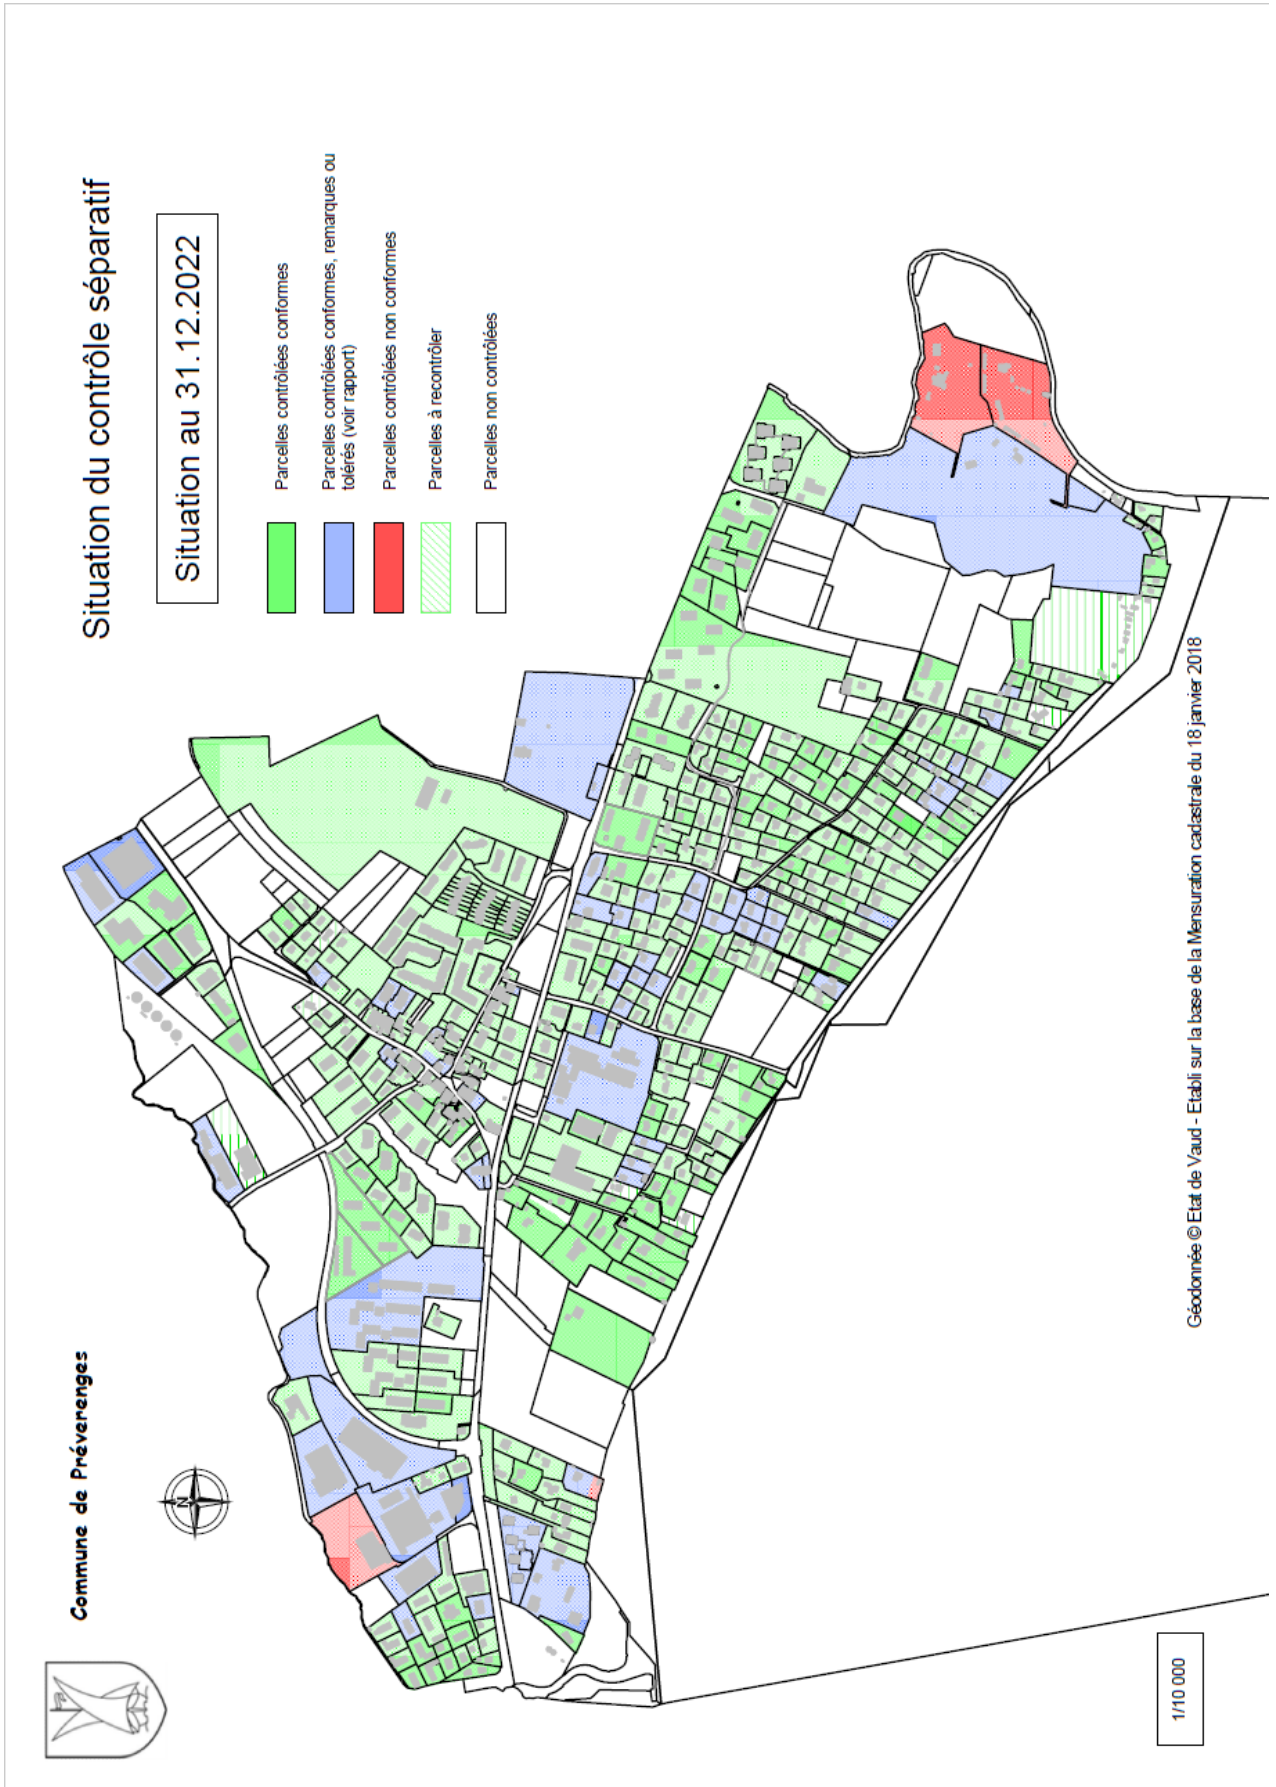 Commune de Préverenges
N
Situation du contrôle séparatif
Situation au 31.12.2022
Parcelles contrôlées conformes
Parcelles contrôlées conformes, remarques ou
tolérés (voir rapport)
Parcelles contrôlées non conformes
Parcelles à recontrôler
Parcelles non contrôlées
1/10 000
Géodonnée © Etat de Vaud - Etabli sur la base de la Mensuration cadastrale du 18 janvier 2018